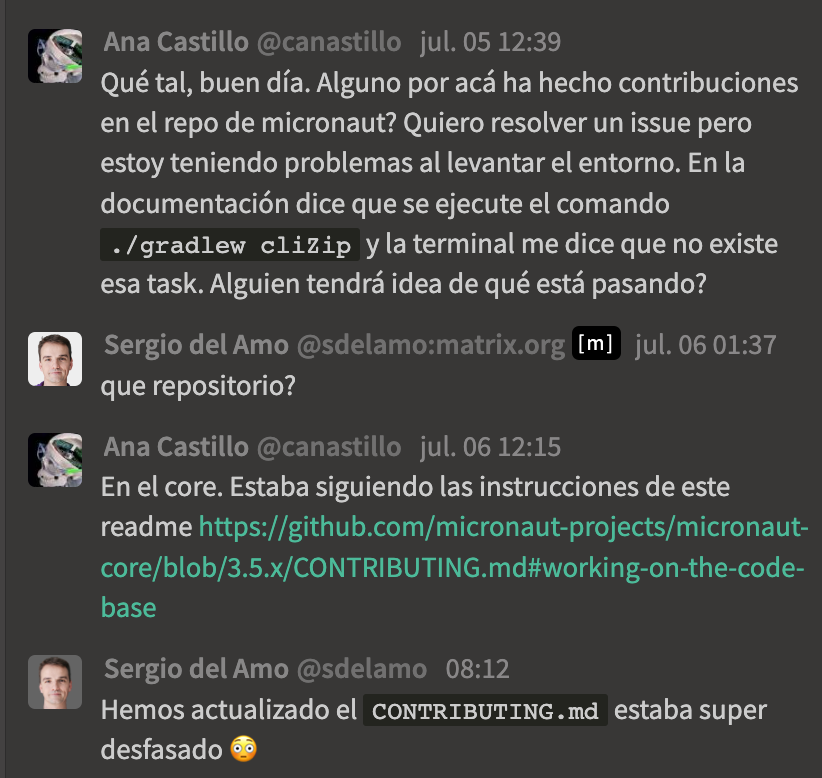 Ana Castillo @canastillo jul. 05 12:39
Qué tal, buen día. Alguno por acá ha hecho contribuciones
en el repo de micronaut? Quiero resolver un issue pero
estoy teniendo problemas al levantar el entorno. En la
documentación dice que se ejecute el comando
./gradlew cliZip y la terminal me dice que no existe
esa task. Alguien tendrá idea de qué está pasando?
Sergio del Amo @sdelamo:matrix.org [m] jul. 06 01:37
que repositorio?
Ana Castillo @canastillo jul. 06 12:15
En el core. Estaba siguiendo las instrucciones de este
readme https://github.com/micronaut-projects/micronaut-
core/blob/3.5.x/CONTRIBUTING.md#working-on-the-code-
base
Sergio del Amo @sdelamo 08:12
Hemos actualizado el CONTRIBUTING.md estaba super
desfasado 😳